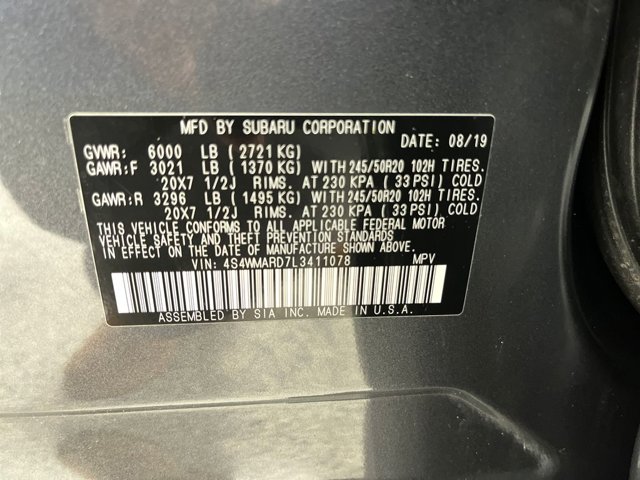 MFD BY SUBARU CORPORATION
DATE: 08/19
GVWR: 6000 LB (2721 KG)
GAWR:F 3021 LB (1370 KG) WITH 245/50R20 102H TIRES.
20X7 1/2J RIMS. AT 230 KPA (33 PSI) COLD
GAWR:R 3296 LB (1495 KG) WITH 245/50R20 102H TIRES.
20X7 1/2J RIMS. AT 230 KPA (33 PSI) COLD
THIS VEHICLE CONFORMS TO ALL APPLICABLE FEDERAL MOTOR
VEHICLE SAFETY AND THEFT PREVENTION STANDARDS
IN EFFECT ON THE DATE OF MANUFACTURE SHOWN ABOVE.
VIN: 4S4WMARD7L3411078 MPV
ASSEMBLED BY SIA INC. MADE IN U.S.A.